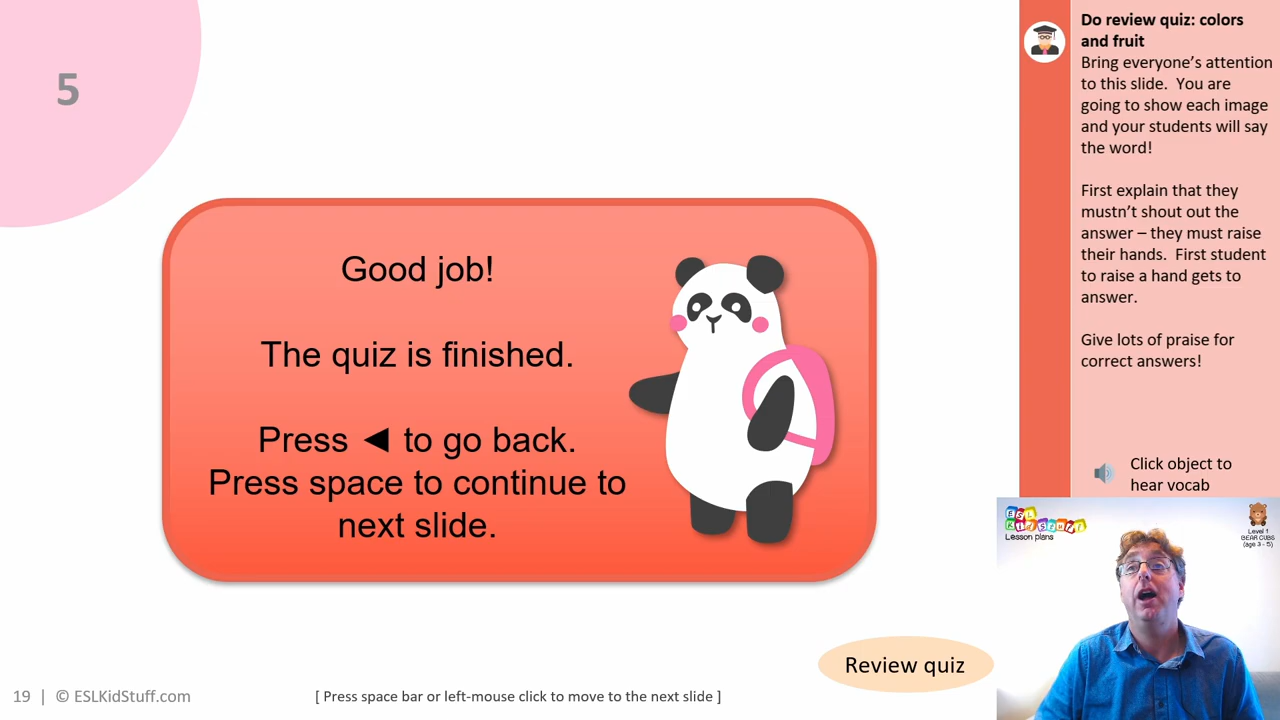 5
Good job!
The quiz is finished.
Press ◄ to go back.
Press space to continue to
next slide.
Review quiz
19 | © ESLKidStuff.com
[ Press space bar or left-mouse click to move to the next slide ]
Do review quiz: colors
and fruit
Bring everyone’s attention
to this slide. You are
going to show each image
and your students will say
the word!
First explain that they
mustn’t shout out the
answer – they must raise
their hands. First student
to raise a hand gets to
answer.
Give lots of praise for
correct answers!
Click object to
hear vocab
ESL
KidStuff
Lesson plans
Level 1
BEAR CUBS
(age 3 - 5)